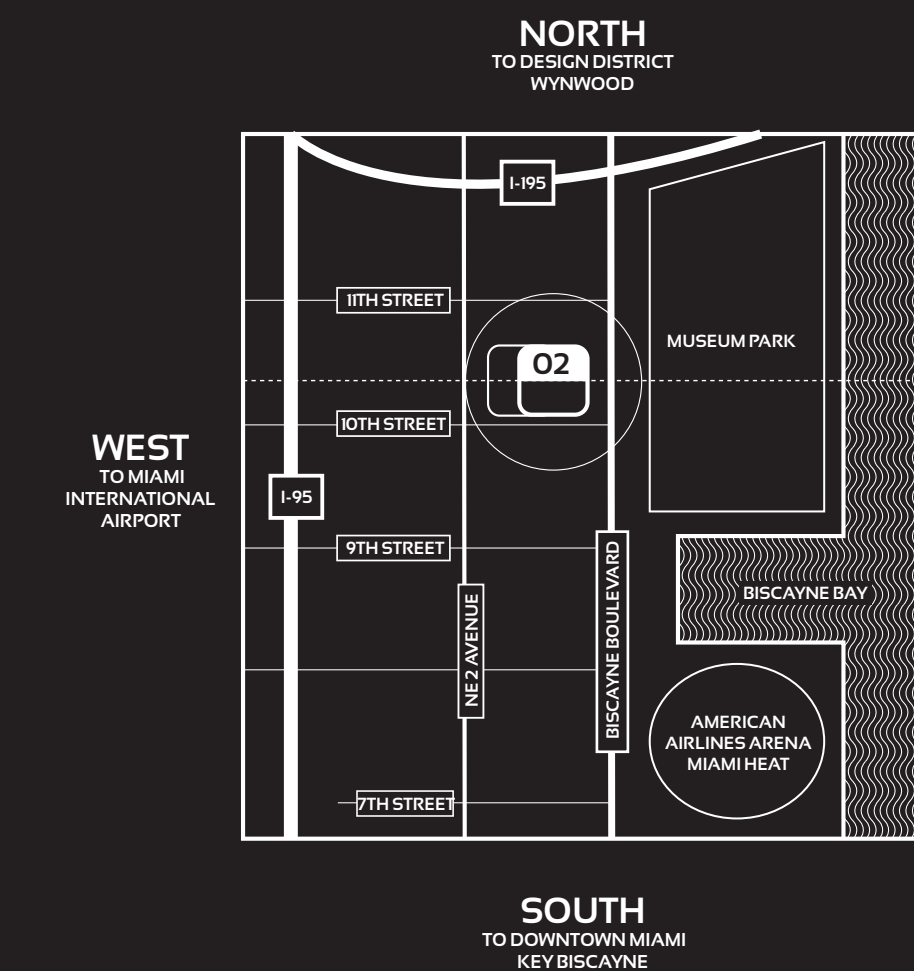 NORTH
TO DESIGN DISTRICT
WYNWOOD
I-195
11TH STREET
MUSEUM PARK
02
10TH STREET
WEST
TO MIAMI
INTERNATIONAL
AIRPORT
I-95
9TH STREET
BISCAYNE BOULEVARD
BISCAYNE BAY
NE 2 AVENUE
AMERICAN
AIRLINES ARENA
MIAMI HEAT
7TH STREET
SOUTH
TO DOWNTOWN MIAMI
KEY BISCAYNE